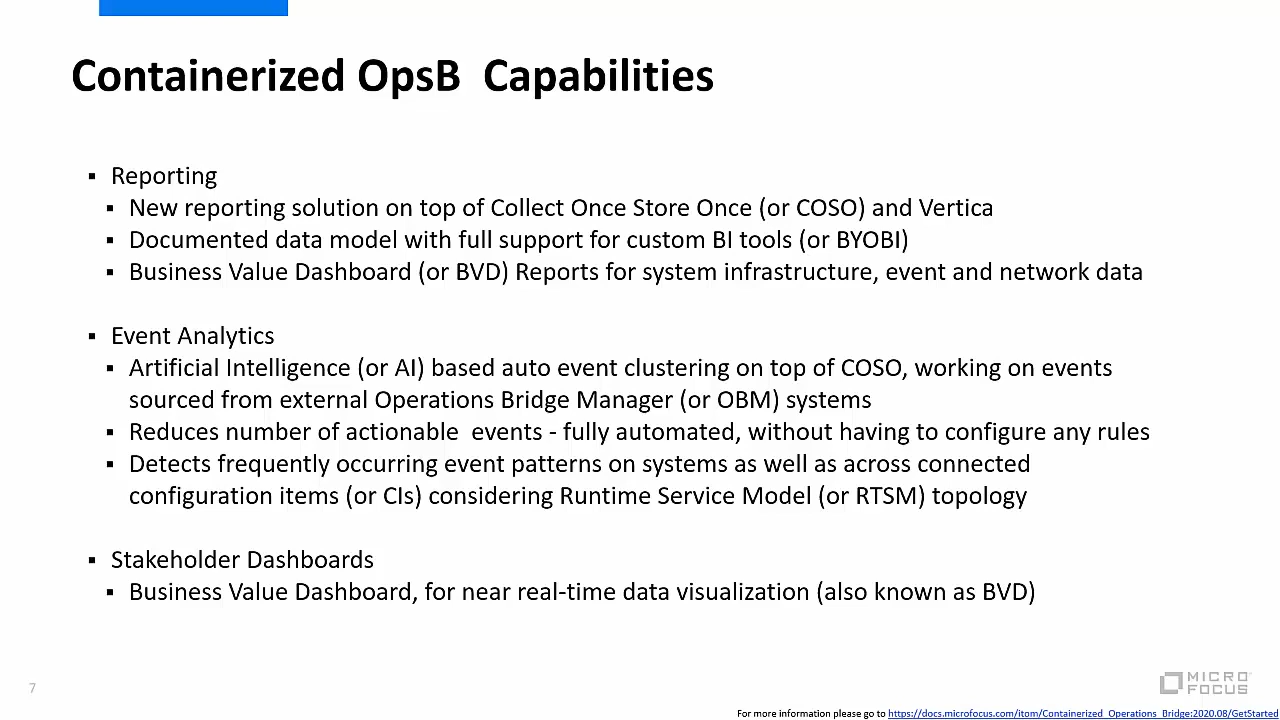 Containerized OpsB  Capabilities
▪ Reporting
▪ New reporting solution on top of Collect Once Store Once (or COSO) and Vertica
▪ Documented data model with full support for custom BI tools (or BYOBI)
▪ Business Value Dashboard (or BVD) Reports for system infrastructure, event and network data
▪ Event Analytics
▪ Artificial Intelligence (or AI) based auto event clustering on top of COSO, working on events
sourced from external Operations Bridge Manager (or OBM) systems
▪ Reduces number of actionable  events - fully automated, without having to configure any rules
▪ Detects frequently occurring event patterns on systems as well as across connected
configuration items (or CIs) considering Runtime Service Model (or RTSM) topology
▪ Stakeholder Dashboards
▪ Business Value Dashboard, for near real-time data visualization (also known as BVD)
7
MICRO
FOCUS
For more information please go to https://docs.microfocus.com/itom/Containerized_Operations_Bridge:2020.08/GetStarted